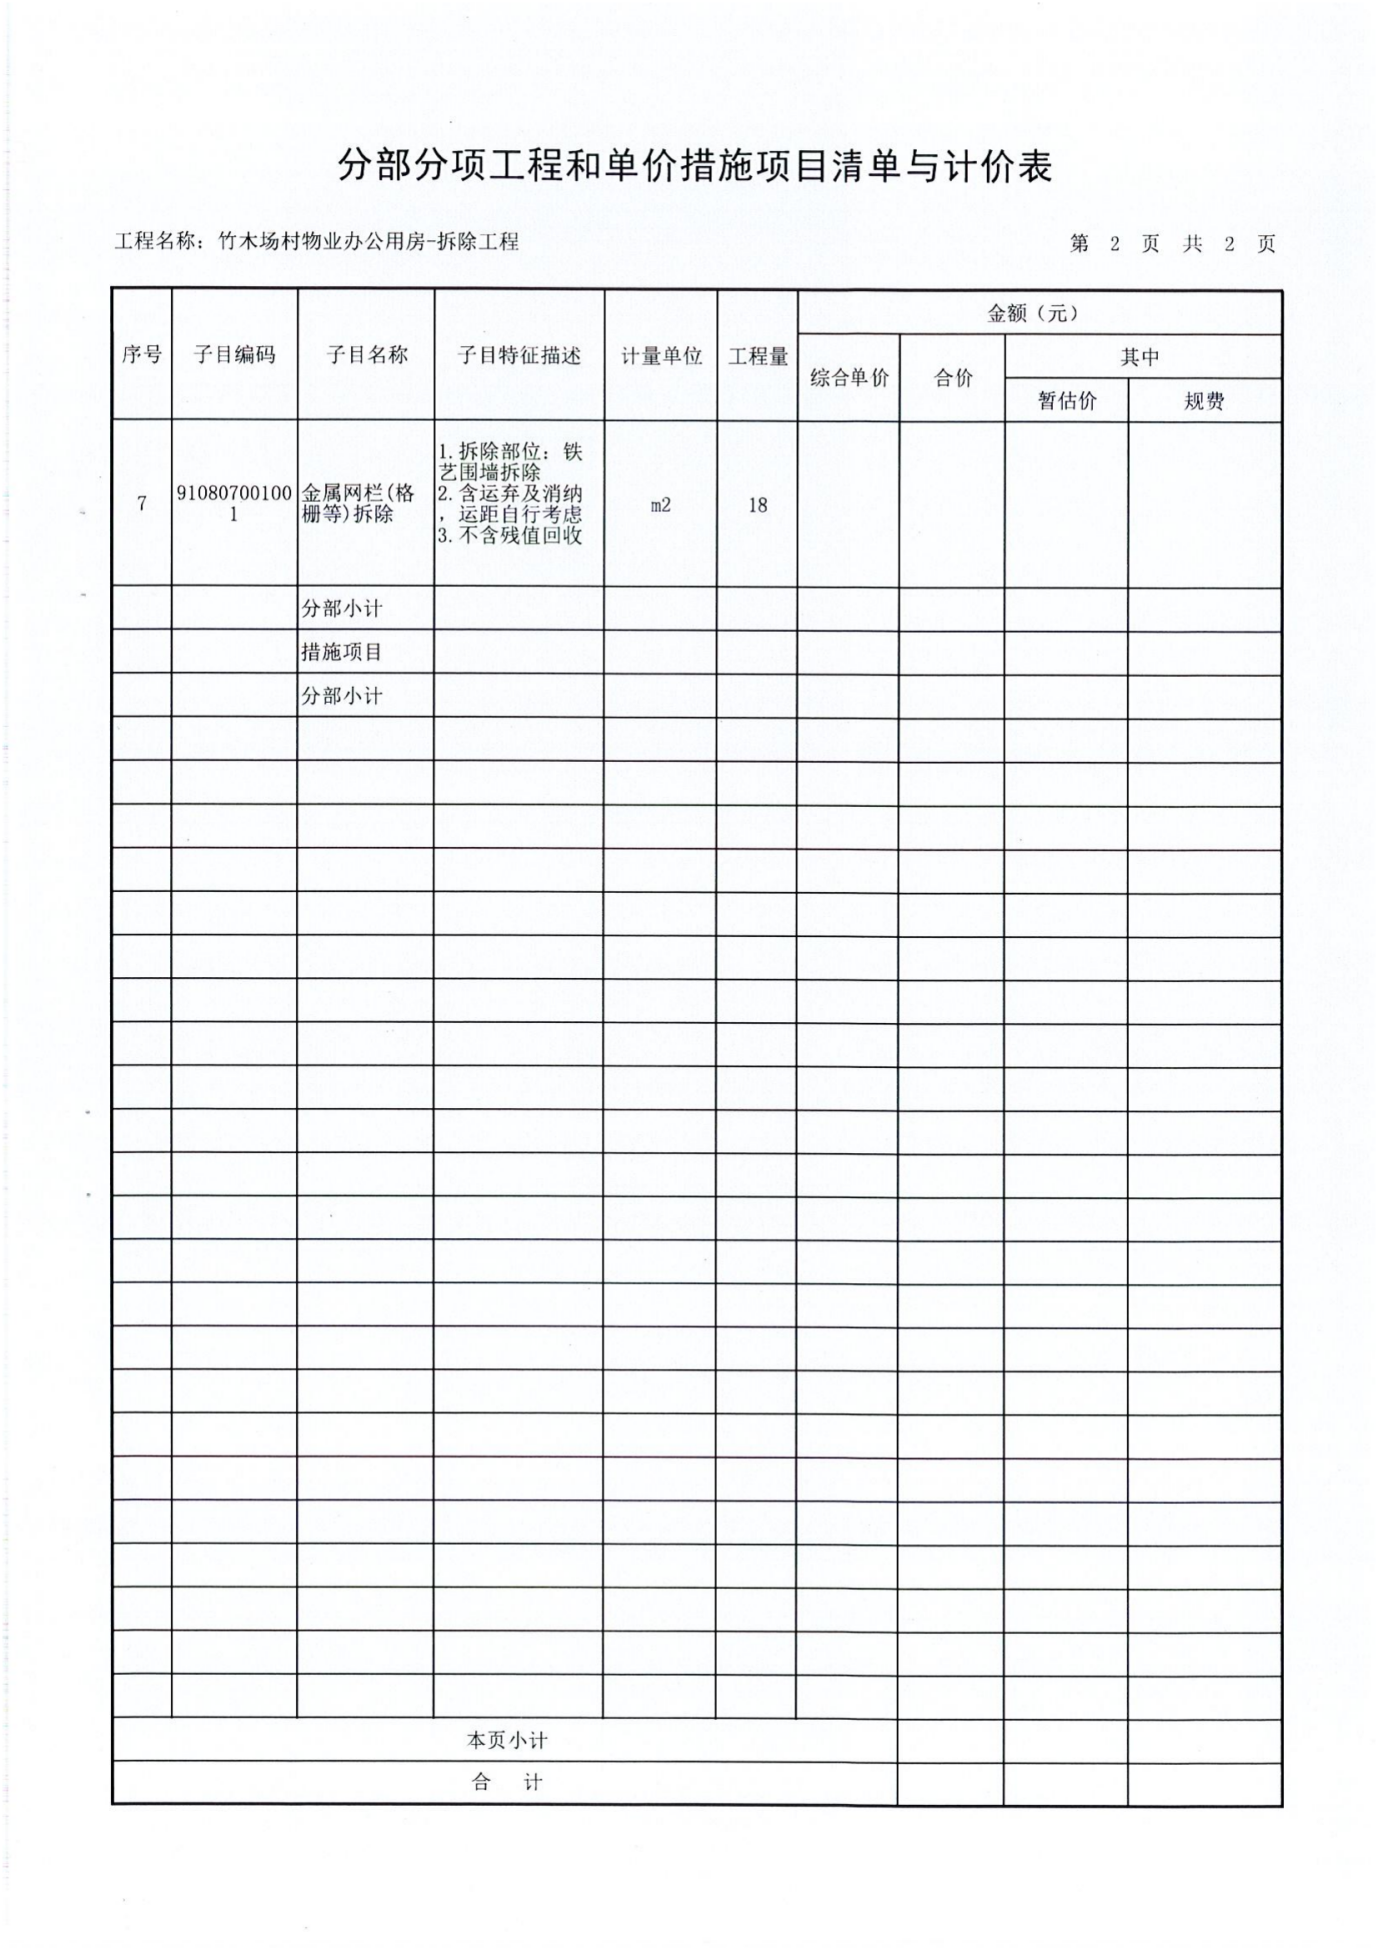 分部分项工程和单价措施项目清单与计价表
工程名称：竹木场村物业办公用房-拆除工程
第 2 页 共 2 页
序号 子目编码 子目名称 子目特征描述 计量单位 工程量 金额（元）
综合单价 合价 其中
暂估价 规费
7
91080700100
1
金属网栏(格
栅等)拆除
1.拆除部位：铁
艺围墙拆除
2.含运弃及消纳
，运距自行考虑
3.不含残值回收
m2
18
分部小计
措施项目
分部小计
本页小计
合 计